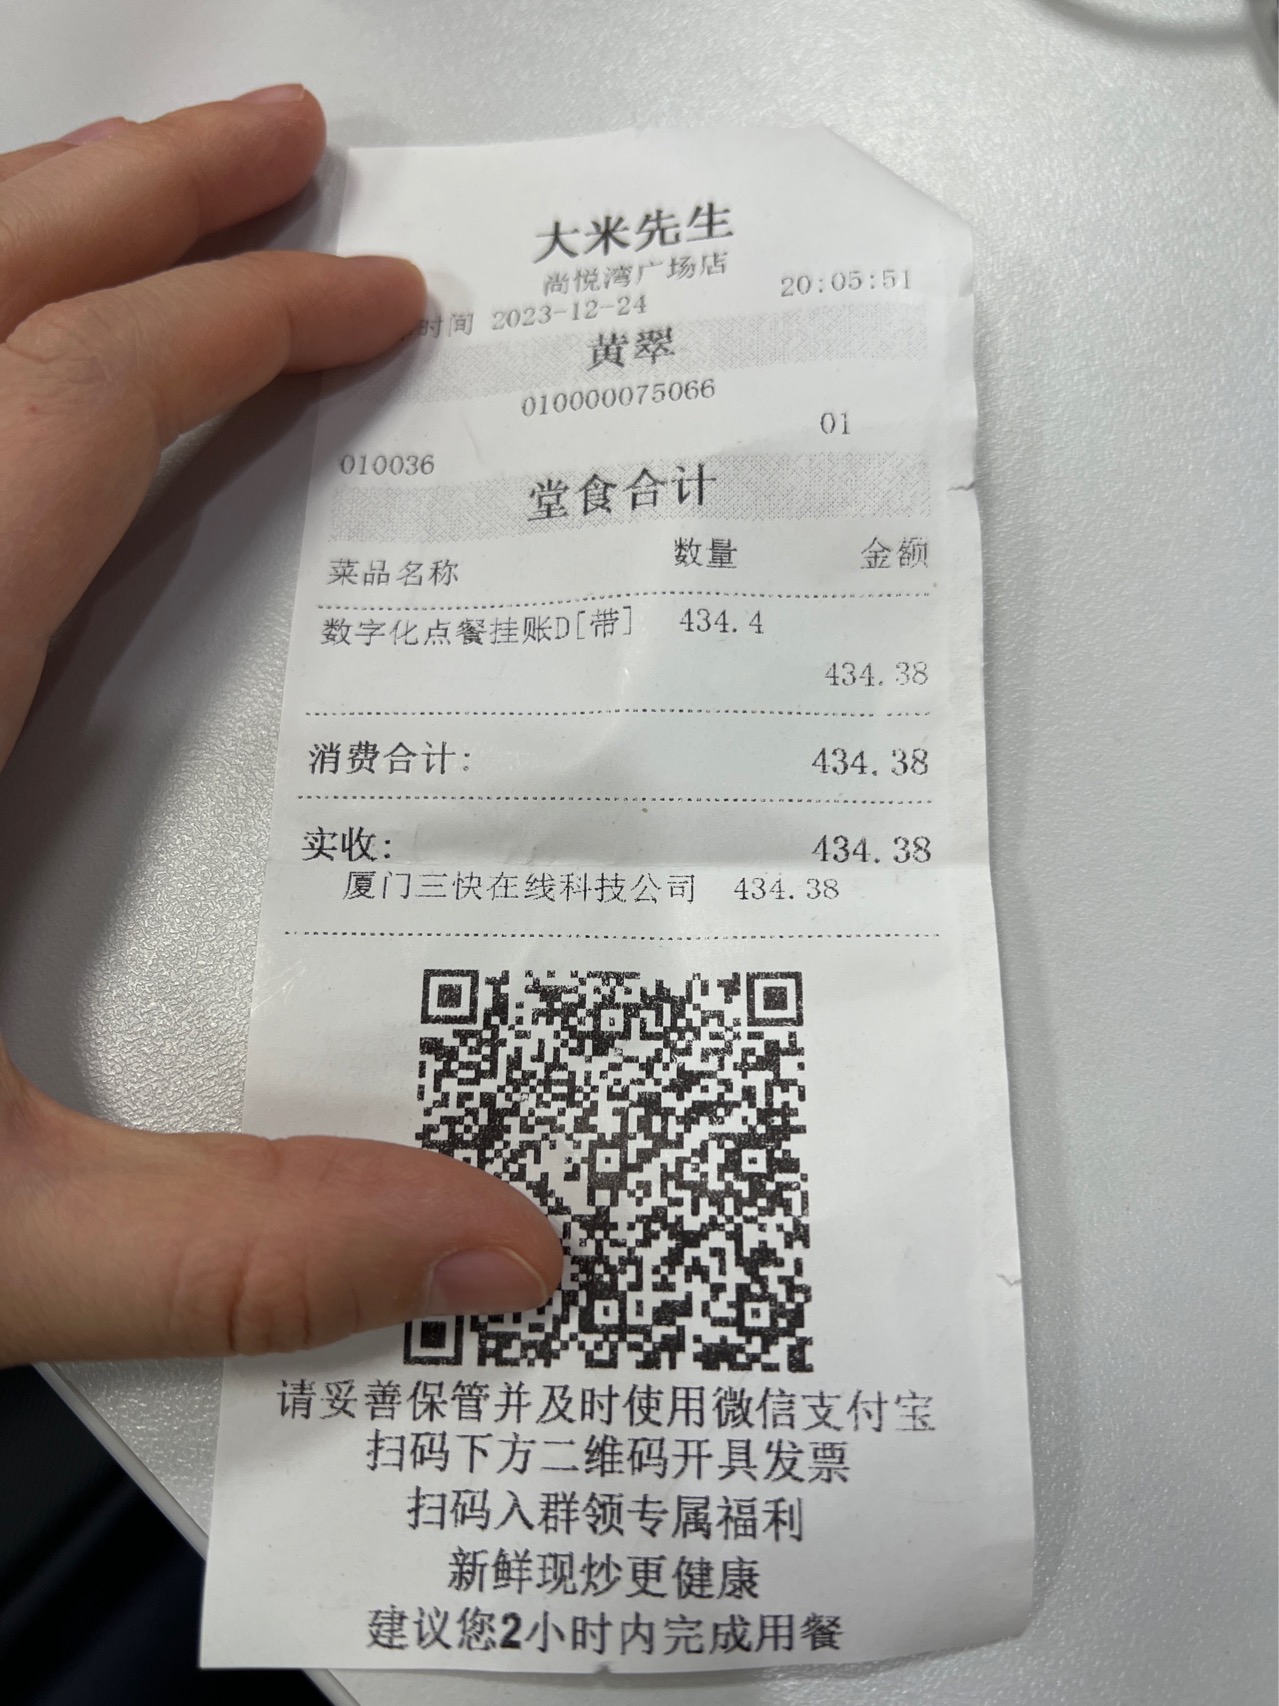 大米先生
尚悦湾广场店
时间 2023-12-24 20:05:51
黄翠
010000075066
01
010036
堂食合计
菜品名称 数量 金额
数字化点餐挂账D[带] 434.4
434.38
消费合计: 434.38
实收: 434.38
厦门三快在线科技公司 434.38
请妥善保管并及时使用微信支付宝
扫码下方二维码开具发票
扫码入群领专属福利
新鲜现炒更健康
建议您2小时内完成用餐